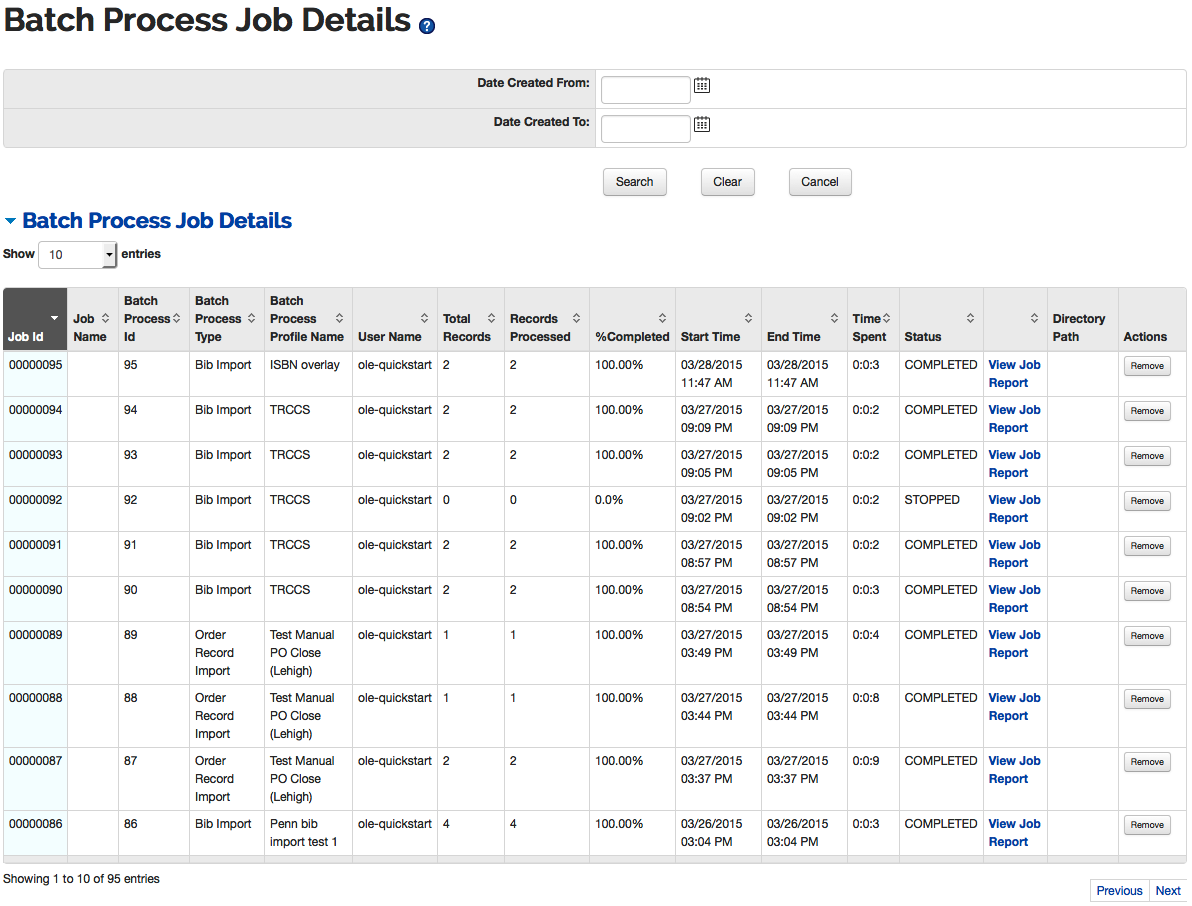 Batch Process Job Details ?
Date Created From:
Date Created To:
Search Clear Cancel
Batch Process Job Details
Show 10 entries
Job Id Job Name Batch Process Id Batch Process Type Batch Process Profile Name User Name Total Records Records Processed %Completed Start Time End Time Time Spent Status Directory Path Actions
00000095 95 Bib Import ISBN overlay ole-quickstart 2 2 100.00% 03/28/2015 11:47 AM 03/28/2015 11:47 AM 0:0:3 COMPLETED View Job Report Remove
00000094 94 Bib Import TRCCS ole-quickstart 2 2 100.00% 03/27/2015 09:09 PM 03/27/2015 09:09 PM 0:0:2 COMPLETED View Job Report Remove
00000093 93 Bib Import TRCCS ole-quickstart 2 2 100.00% 03/27/2015 09:05 PM 03/27/2015 09:05 PM 0:0:2 COMPLETED View Job Report Remove
00000092 92 Bib Import TRCCS ole-quickstart 0 0 0.0% 03/27/2015 09:02 PM 03/27/2015 09:02 PM 0:0:2 STOPPED View Job Report Remove
00000091 91 Bib Import TRCCS ole-quickstart 2 2 100.00% 03/27/2015 08:57 PM 03/27/2015 08:57 PM 0:0:2 COMPLETED View Job Report Remove
00000090 90 Bib Import TRCCS ole-quickstart 2 2 100.00% 03/27/2015 08:54 PM 03/27/2015 08:54 PM 0:0:3 COMPLETED View Job Report Remove
00000089 89 Order Record Import Test Manual PO Close (Lehigh) ole-quickstart 1 1 100.00% 03/27/2015 03:49 PM 03/27/2015 03:49 PM 0:0:4 COMPLETED View Job Report Remove
00000088 88 Order Record Import Test Manual PO Close (Lehigh) ole-quickstart 1 1 100.00% 03/27/2015 03:44 PM 03/27/2015 03:44 PM 0:0:8 COMPLETED View Job Report Remove
00000087 87 Order Record Import Test Manual PO Close (Lehigh) ole-quickstart 2 2 100.00% 03/27/2015 03:37 PM 03/27/2015 03:37 PM 0:0:9 COMPLETED View Job Report Remove
00000086 86 Bib Import Penn bib import test 1 ole-quickstart 4 4 100.00% 03/26/2015 03:04 PM 03/26/2015 03:04 PM 0:0:3 COMPLETED View Job Report Remove
Showing 1 to 10 of 95 entries
Previous Next